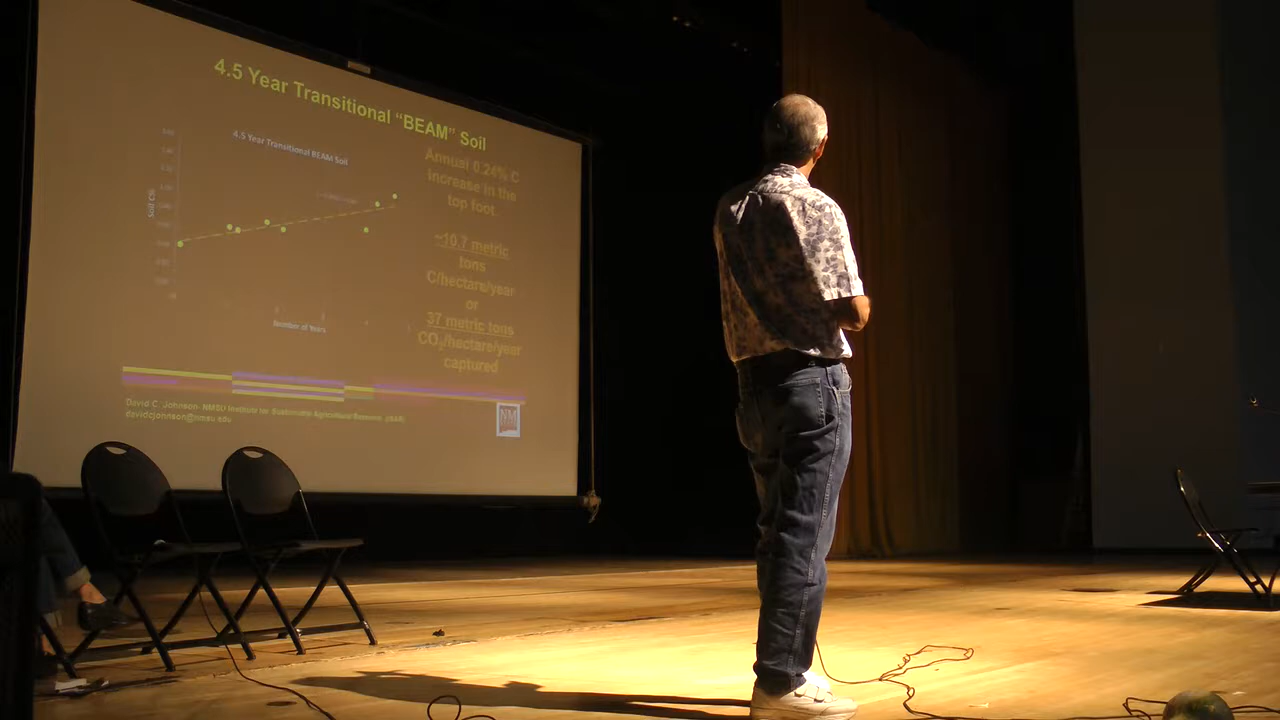 4.5 Year Transitional “BEAM” Soil
4.5 Year Transitional BEAM Soil
Annual 0.24% C
increase in the
top foot.
~10.7 metric
tons
C/hectare/year
or
37 metric tons
CO₂/hectare/year
captured
Soil C%
Number of Years
David C. Johnson- NMSU Institute for Sustainable Agricultural Research (ISAR)
davidcjohnson@nmsu.edu
NM